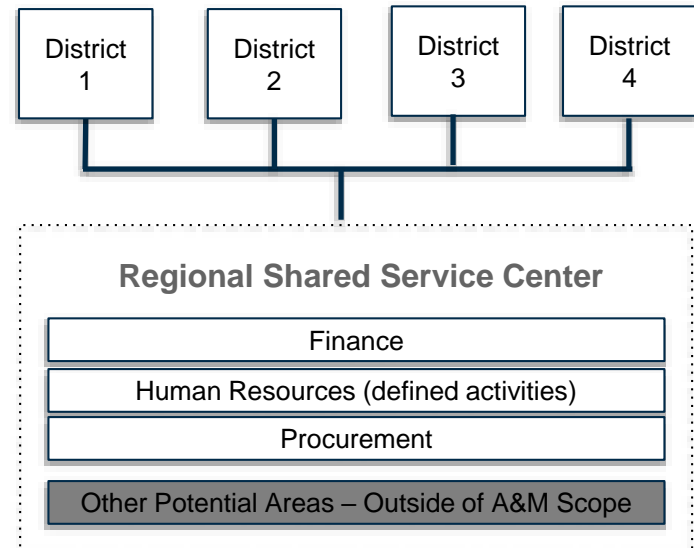 District
1
District
2
District
3
District
4
Regional Shared Service Center
Finance
Human Resources (defined activities)
Procurement
Other Potential Areas – Outside of A&M Scope